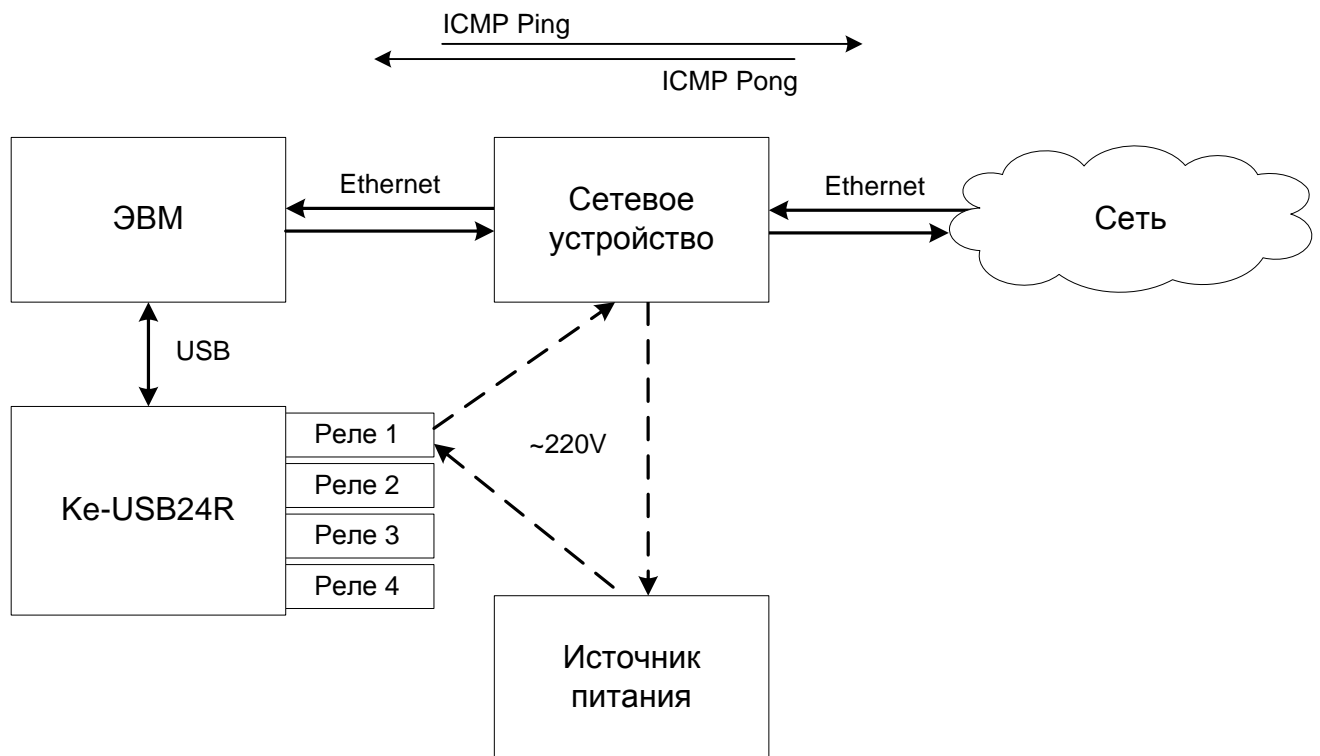 ICMP Ping
ICMP Pong
ЭВМ
Ethernet
Сетевое
устройство
Ethernet
Сеть
USB
Ke-USB24R
Реле 1
Реле 2
Реле 3
Реле 4
~220V
Источник
питания